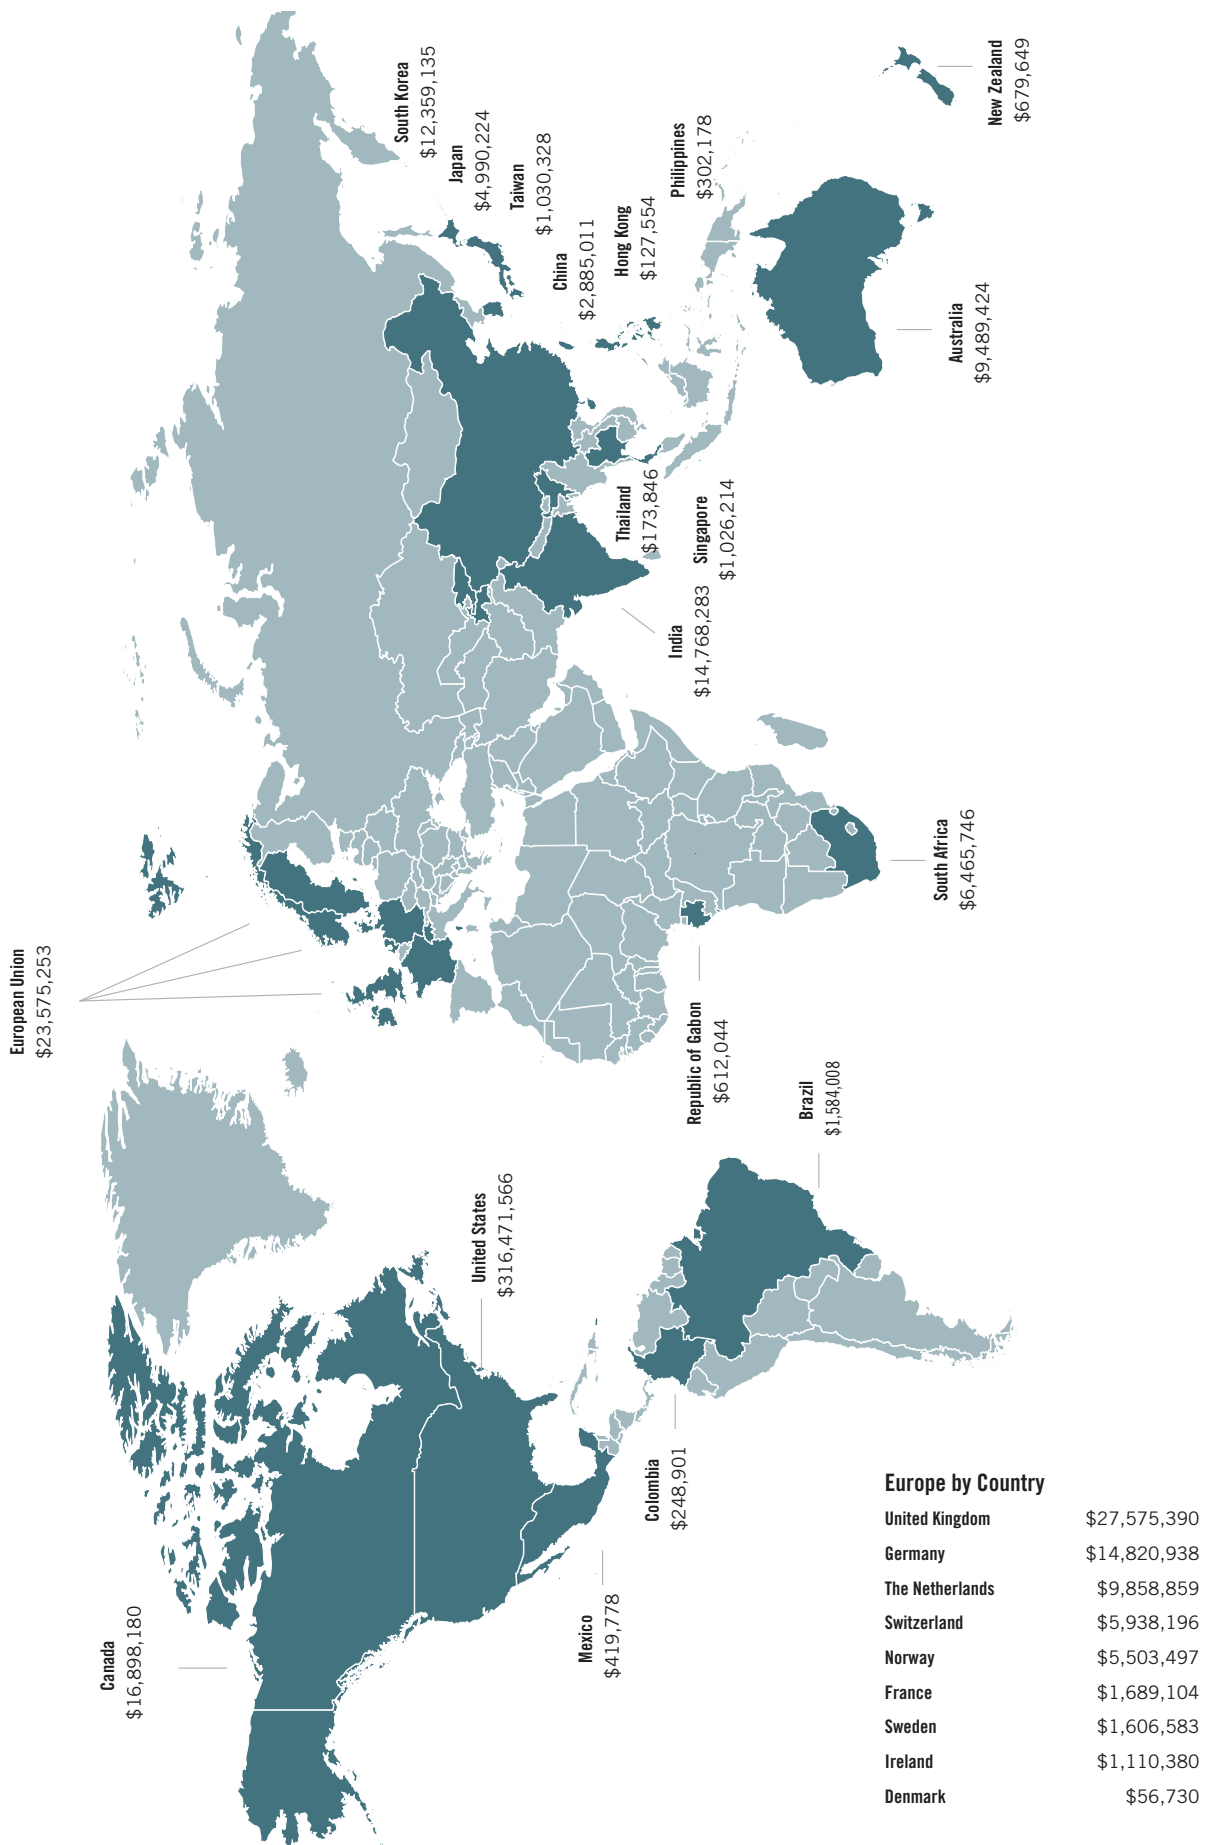 European Union
$23,575,253
Canada
$16,898,180
United States
$316,471,566
Mexico
$419,778
Colombia
$248,901
Brazil
$1,584,008
Republic of Gabon
$612,044
South Africa
$6,465,746
India
$14,768,283
Thailand
$173,846
Singapore
$1,026,214
South Korea
$12,359,135
Japan
$4,990,224
Taiwan
$1,030,328
China
$2,885,011
Hong Kong
$127,554
Philippines
$302,178
Australia
$9,489,424
New Zealand
$679,649
Europe by Country
United Kingdom $27,575,390
Germany $14,820,938
The Netherlands $9,858,859
Switzerland $5,938,196
Norway $5,503,497
France $1,689,104
Sweden $1,606,583
Ireland $1,110,380
Denmark $56,730